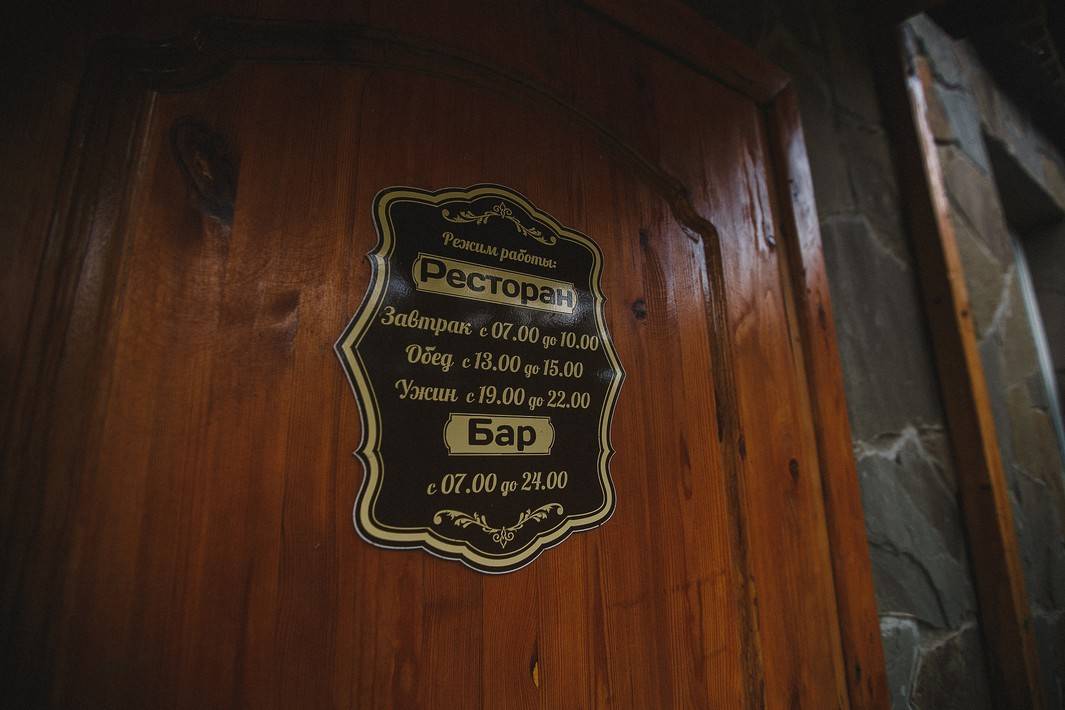 Режим работы:
Ресторан
Завтрак с 07.00 до 10.00
Обед с 13.00 до 15.00
Ужин с 19.00 до 22.00
Бар
с 07.00 до 24.00